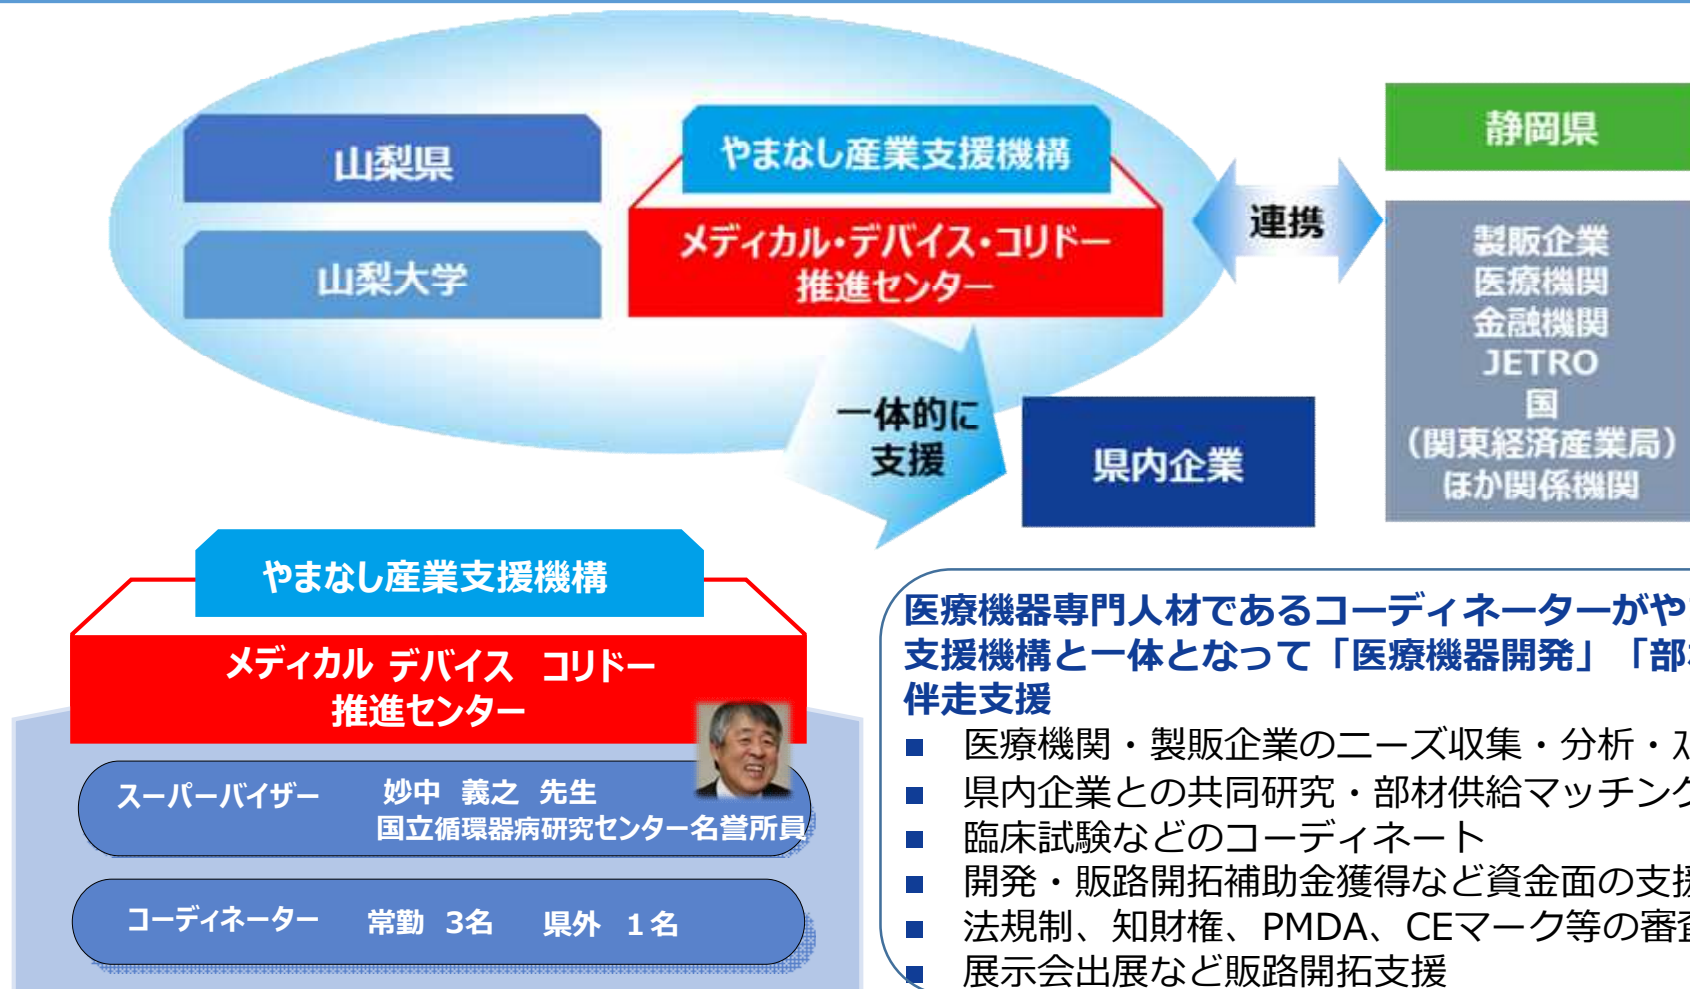 山梨県
山梨大学
やまなし産業支援機構
メディカル・デバイス・コリドー
推進センター
連携
静岡県
製販企業
医療機関
金融機関
JETRO
国
（関東経済産業局）
ほか関係機関
一体的に
支援
県内企業
やまなし産業支援機構
メディカル デバイス コリドー
推進センター
スーパーバイザー 妙中 義之 先生
国立循環器病研究センター名誉所員
コーディネーター 常勤 3名 県外 1名
医療機器専門人材であるコーディネーターがや
支援機構と一体となって「医療機器開発」「部
伴走支援
■ 医療機関・製販企業のニーズ収集・分析・
■ 県内企業との共同研究・部材供給マッチング
■ 臨床試験などのコーディネート
■ 開発・販路開拓補助金獲得など資金面の支援
■ 法規制、知財権、PMDA、CEマーク等の審査
■ 展示会出展など販路開拓支援